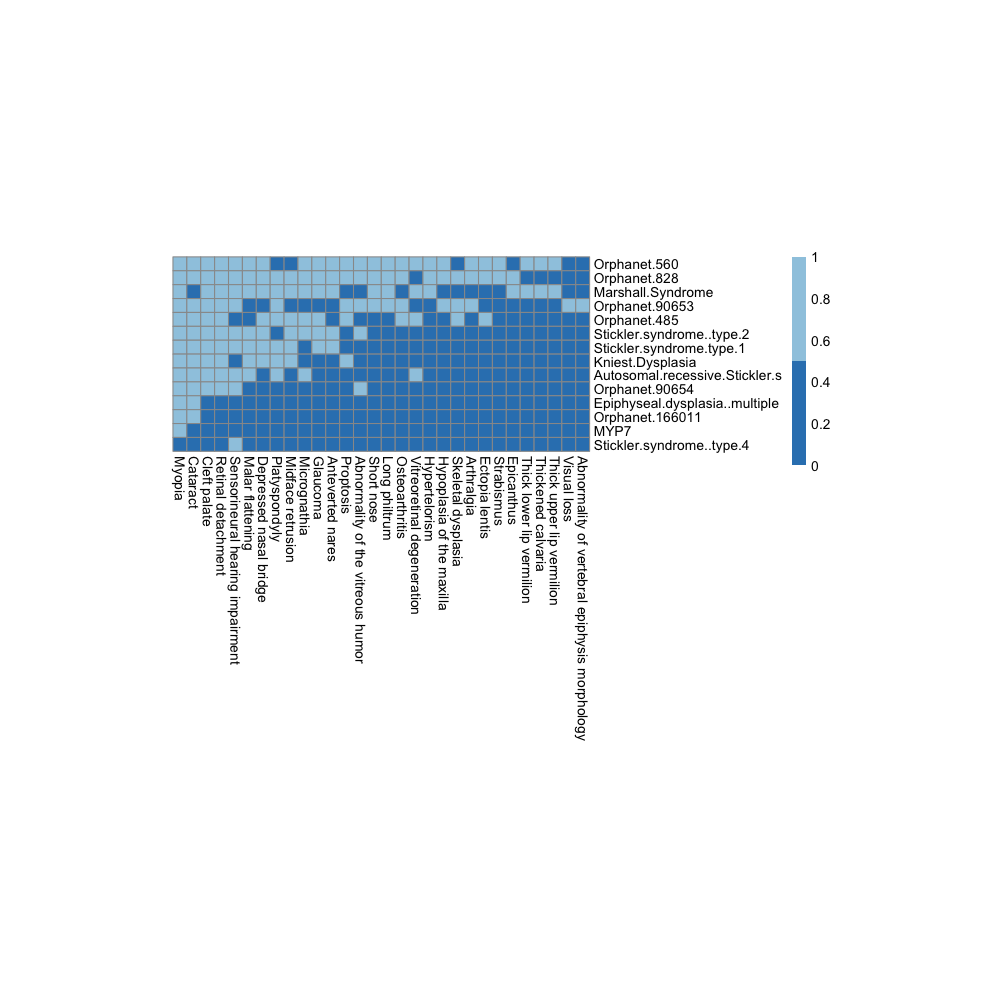 Orphanet.560
Orphanet.828
Marshall.Syndrome
Orphanet.90653
Orphanet.485
Stickler.syndrome..type.2
Stickler.syndrome.type.1
Kniest.Dysplasia
Autosomal.recessive.Stickler.s
Orphanet.90654
Epiphyseal.dysplasia..multiple
Orphanet.166011
MYP7
Stickler.syndrome..type.4
1
0.8
0.6
0.4
0.2
0
Myopia
Cataract
Cleft palate
Retinal detachment
Sensorineural hearing impairment
Malar flattening
Depressed nasal bridge
Platyspondyly
Midface retrusion
Micrognathia
Glaucoma
Anteverted nares
Proptosis
Abnormality of the vitreous humor
Short nose
Long philtrum
Osteoarthritis
Vitreoretinal degeneration
Hypertelorism
Hypoplasia of the maxilla
Skeletal dysplasia
Arthralgia
Ectopia lentis
Strabismus
Epicanthus
Thick lower lip vermilion
Thickened calvaria
Thick upper lip vermilion
Visual loss
Abnormality of vertebral epiphysis morphology